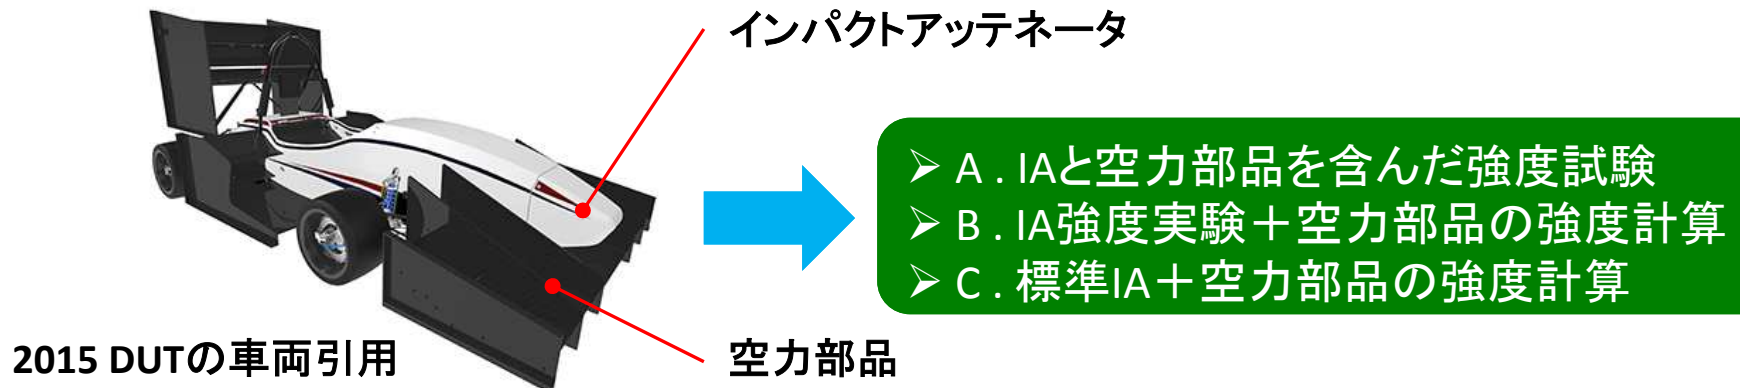 インパクトアッテネータ
➢ A . IAと空力部品を含んだ強度試験
➢ B . IA強度実験＋空力部品の強度計算
➢ C . 標準IA＋空力部品の強度計算
2015 DUTの車両引用
空力部品